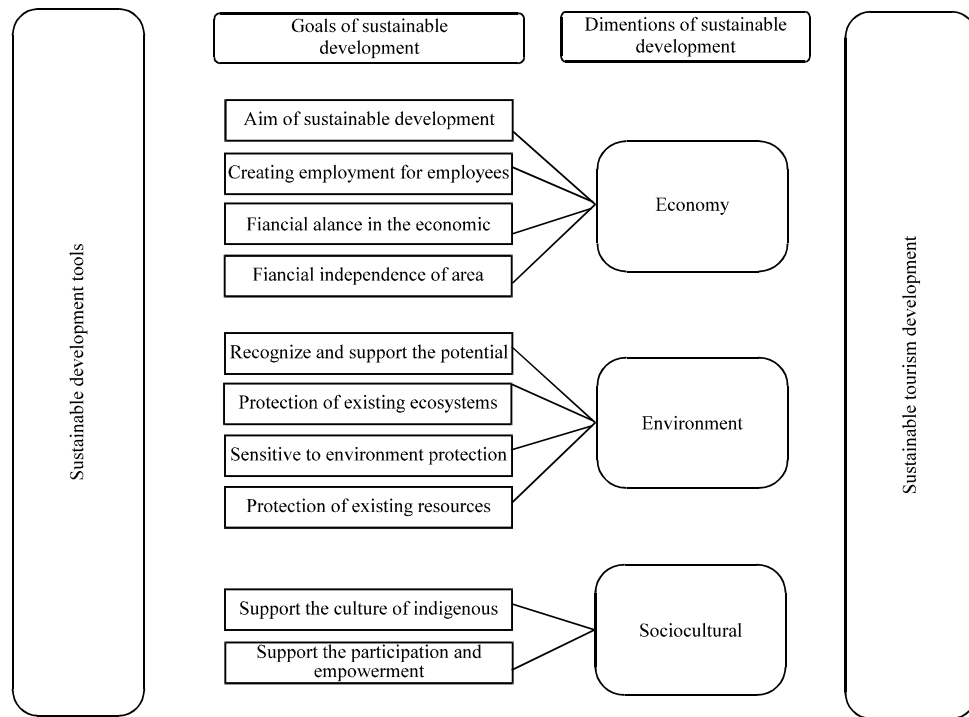 Goals of sustainable
development
Dimentions of sustainable
development
Sustainable development tools
Aim of sustainable development
Creating employment for employees
Fiancial alance in the economic
Fiancial independence of area
Economy
Recognize and support the potential
Protection of existing ecosystems
Sensitive to environment protection
Protection of existing resources
Environment
Support the culture of indigenous
Support the participation and
empowerment
Sociocultural
Sustainable tourism development